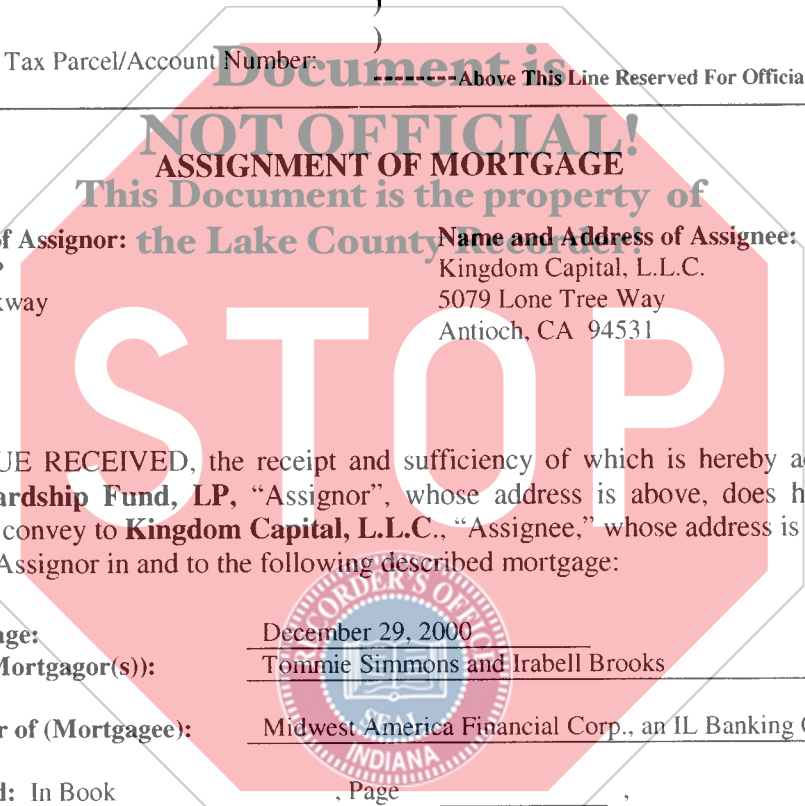 )
)
Tax Parcel/Account Number:
--------Above This Line Reserved For Officia
Document is
NOT OFFICIAL!
ASSIGNMENT OF MORTGAGE
This Document is the property of
the Lake County Recorder!
of Assignor:
Name and Address of Assignee:
P
Kingdom Capital, L.L.C.
kway
5079 Lone Tree Way
Antioch, CA 94531
STOP
UE RECEIVED, the receipt and sufficiency of which is hereby a
ardship Fund, LP, “Assignor”, whose address is above, does h
convey to Kingdom Capital, L.L.C., “Assignee,” whose address is
Assignor in and to the following described mortgage:
RECORDER'S OFFICE
SEAL
INDIANA
age: December 29, 2000
Mortgagor(s)): Tommie Simmons and Irabell Brooks
r of (Mortgagee): Midwest America Financial Corp., an IL Banking C
d: In Book , Page ,